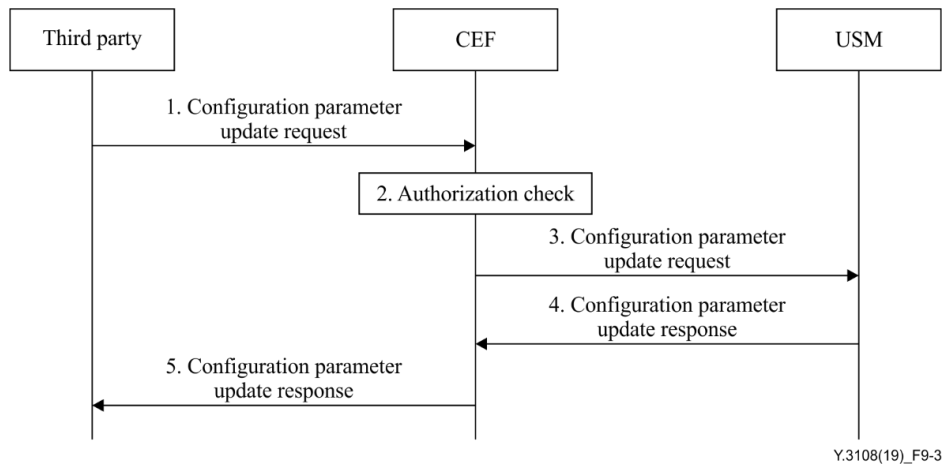 Third party
CEF
USM
1. Configuration parameter
update request
2. Authorization check
3. Configuration parameter
update request
4. Configuration parameter
update response
5. Configuration parameter
update response
Y.3108(19)_F9-3